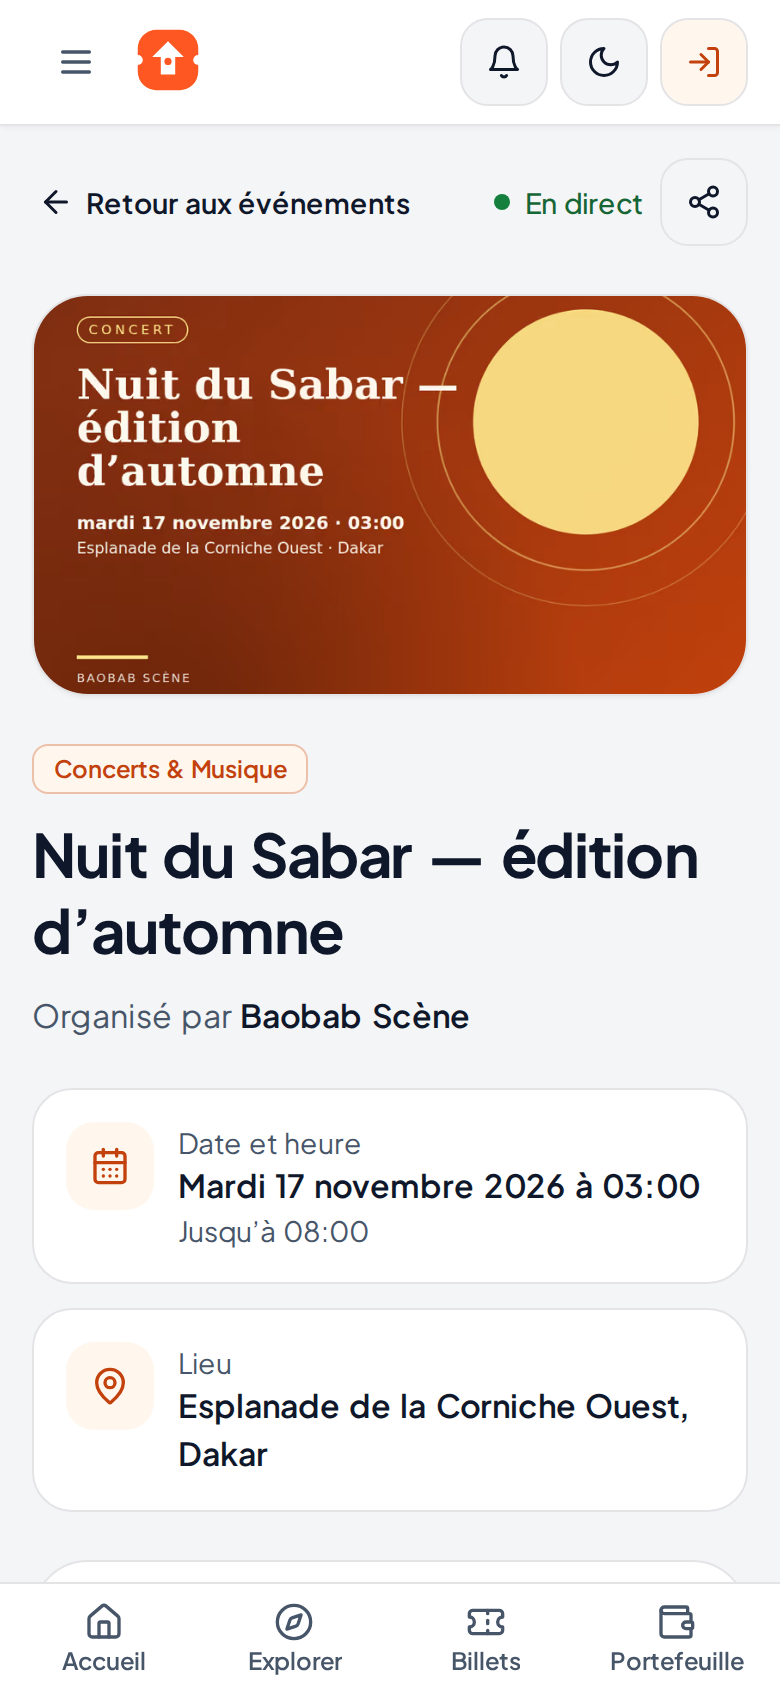 Retour aux événements
En direct
CONCERT
Nuit du Sabar —
édition
d’automne
mardi 17 novembre 2026 · 03:00
Esplanade de la Corniche Ouest · Dakar
BAOBAB SCÈNE
Concerts & Musique
Nuit du Sabar — édition
d’automne
Organisé par Baobab Scène
Date et heure
Mardi 17 novembre 2026 à 03:00
Jusqu’à 08:00
Lieu
Esplanade de la Corniche Ouest,
Dakar
Accueil
Explorer
Billets
Portefeuille